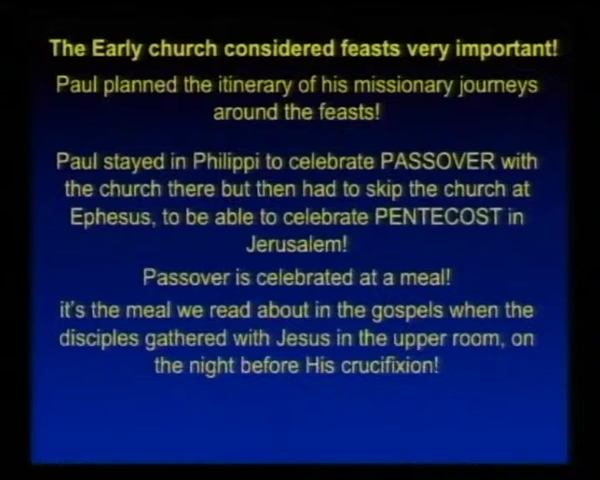 The Early church considered feasts very important!
Paul planned the itinerary of his missionary journeys
around the feasts!
Paul stayed in Philippi to celebrate PASSOVER with
the church there but then had to skip the church at
Ephesus, to be able to celebrate PENTECOST in
Jerusalem!
Passover is celebrated at a meal!
it's the meal we read about in the gospels when the
disciples gathered with Jesus in the upper room, on
the night before His crucifixion!